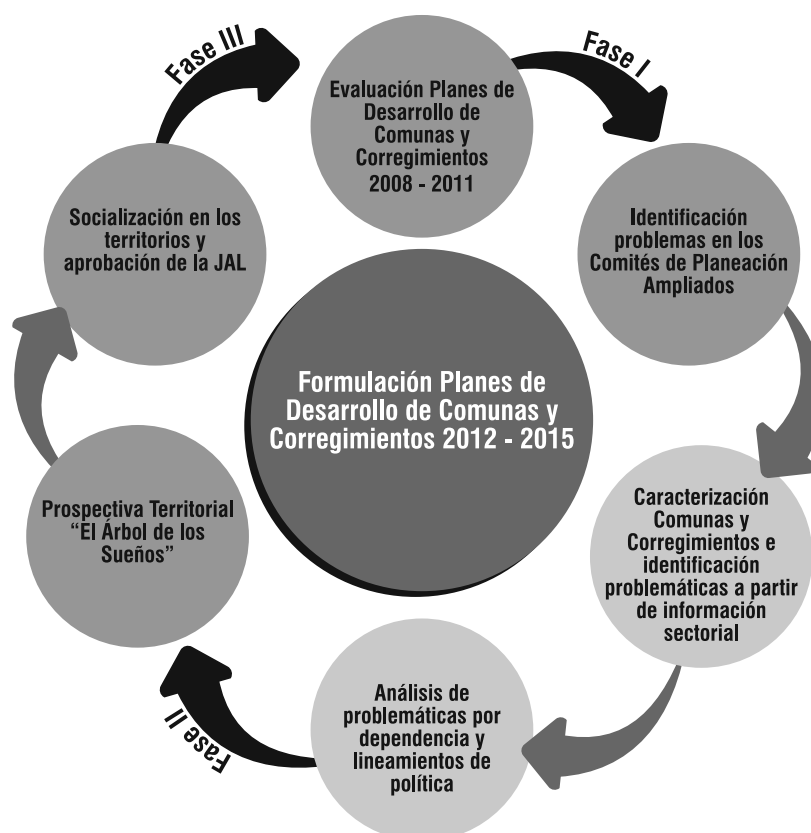 Fase III
Fase I
Evaluación Planes de
Desarrollo de
Comunas y
Corregimientos
2008 - 2011
Identificación
problemas en los
Comités de Planeación
Ampliados
Caracterización
Comunas y
Corregimientos e
identificación
problemáticas a partir
de información
sectorial
Análisis de
problemáticas por
dependencia y
lineamientos de
política
Fase II
Prospectiva Territorial
“El Árbol de los
Sueños”
Socialización en los
territorios y
aprobación de la JAL
Formulación Planes de
Desarrollo de Comunas y
Corregimientos 2012 - 2015